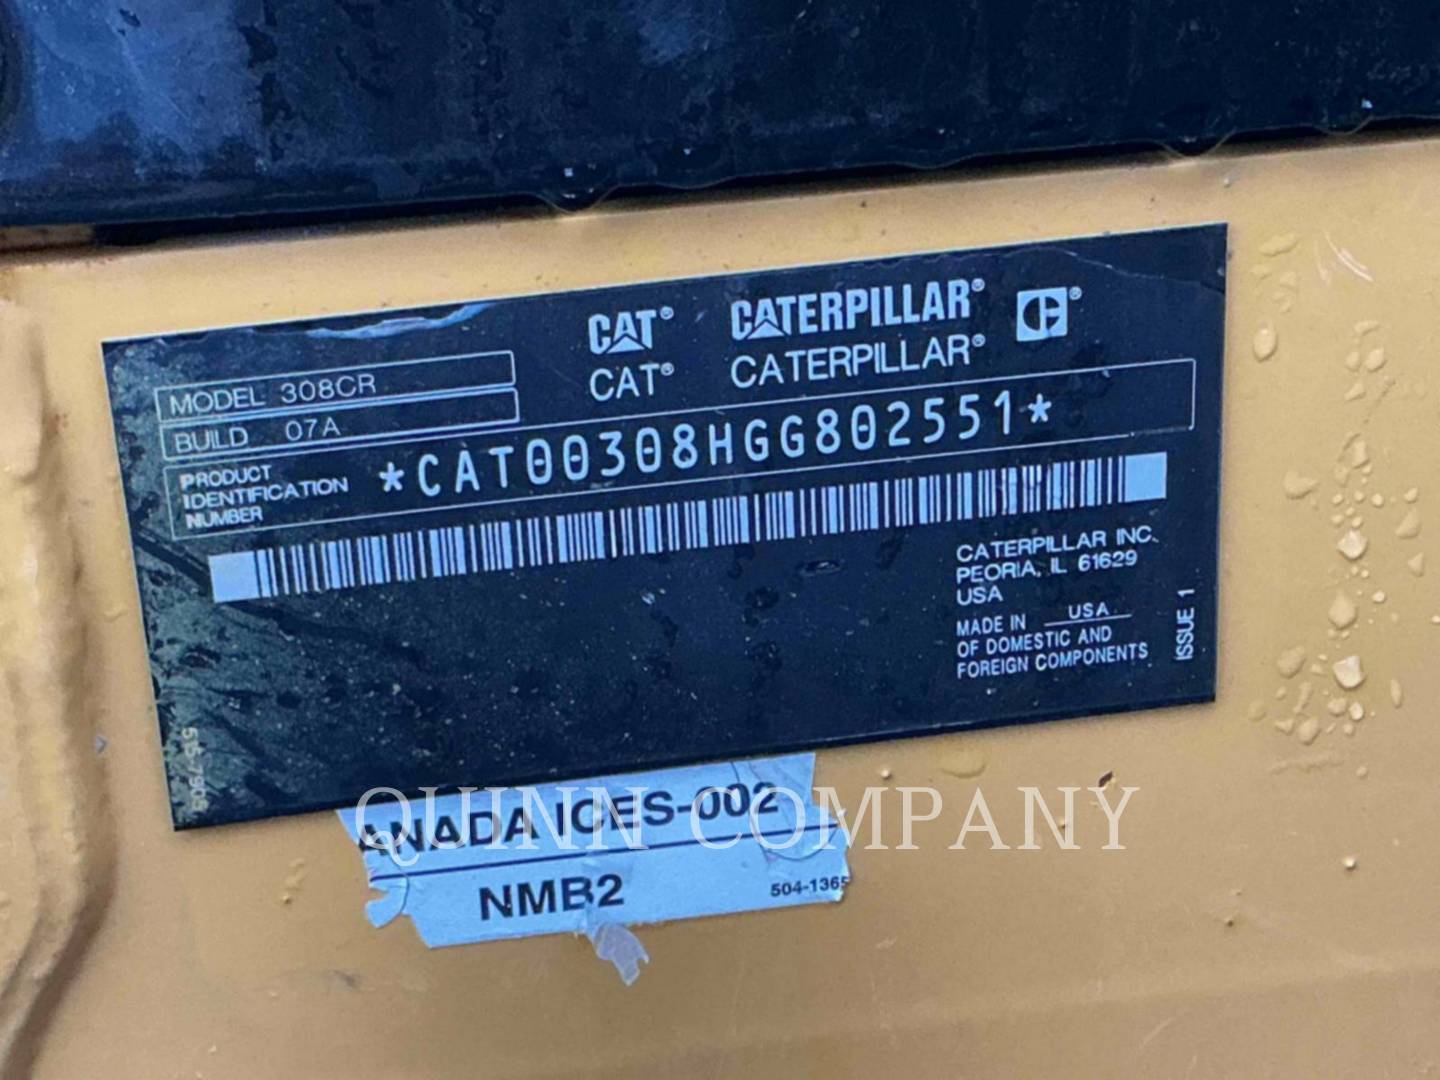 CAT® CATERPILLAR®
CAT® CATERPILLAR®
MODEL 308CR
BUILD 07A
PRODUCT
IDENTIFICATION
NUMBER
*CAT00308HGG802551*
CATERPILLAR INC.
PEORIA, IL 61629
USA
MADE IN USA
OF DOMESTIC AND
FOREIGN COMPONENTS
ISSUE 1
ANADA ICES-002
NMB2
504-1365
QUINN COMPANY